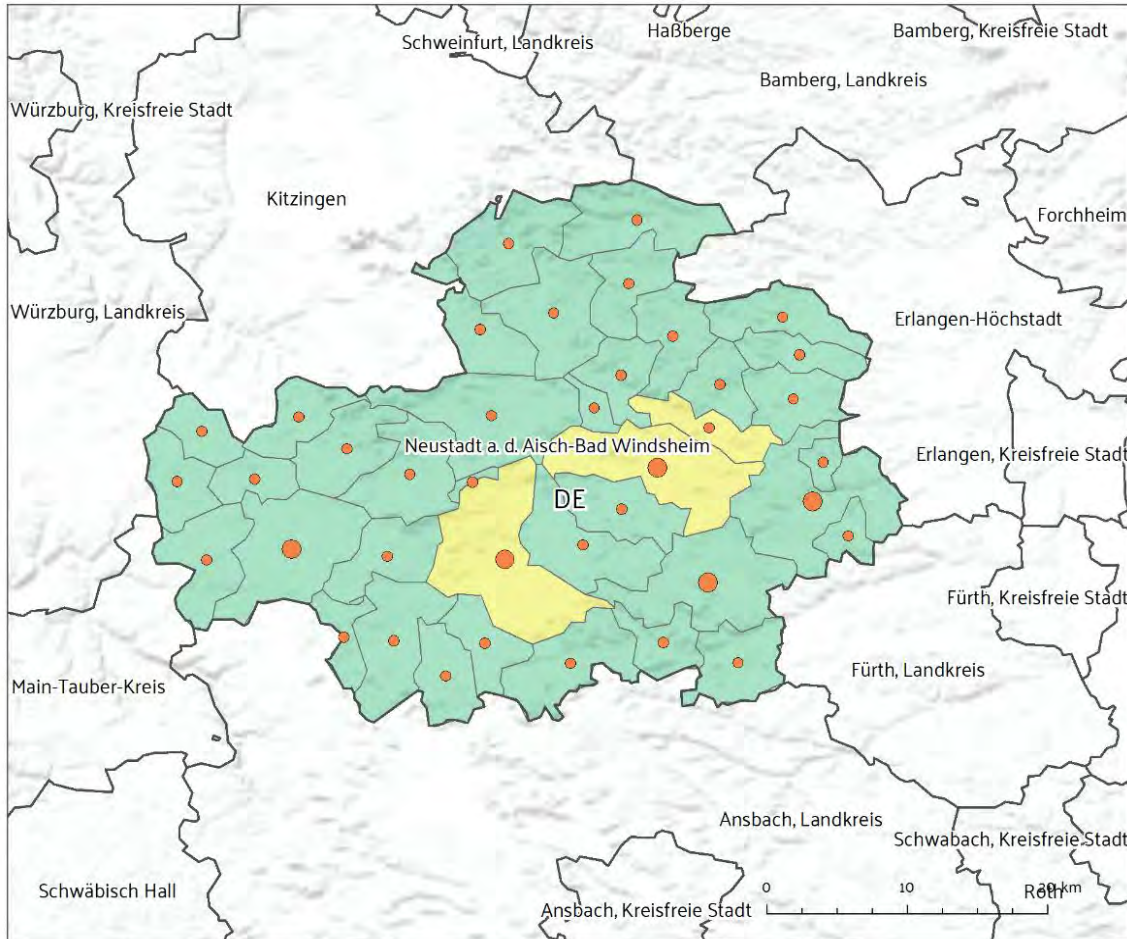 Schweinfurt, Landkreis
Haßberge
Bamberg, Kreisfreie Stadt
Bamberg, Landkreis
Würzburg, Kreisfreie Stadt
Kitzingen
Forchheim
Würzburg, Landkreis
Erlangen-Höchstadt
Neustadt a. d. Aisch-Bad Windsheim
Erlangen, Kreisfreie Stadt
DE
Fürth, Kreisfreie Stadt
Fürth, Landkreis
Main-Tauber-Kreis
Ansbach, Landkreis
Schwabach, Kreisfreie Stadt
Schwäbisch Hall
0 10 20 km
Roth
Ansbach, Kreisfreie Stadt